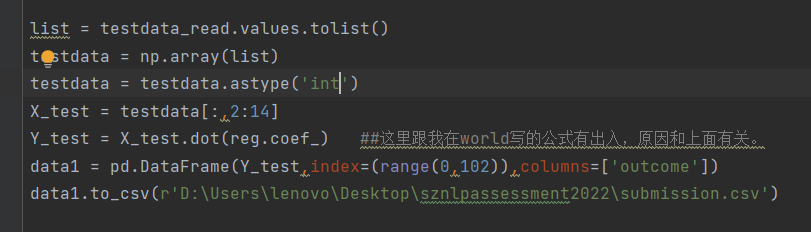 list = testdata_read.values.tolist()
testdata = np.array(list)
testdata = testdata.astype('int')
X_test = testdata[:,2:14]
Y_test = X_test.dot(reg.coef_)   ##这里跟我在world写的公式有出入，原因和上面有关。
data1 = pd.DataFrame(Y_test,index=(range(0,102)),columns=['outcome'])
data1.to_csv(r'D:\Users\lenovo\Desktop\sznlpassessment2022\submission.csv')